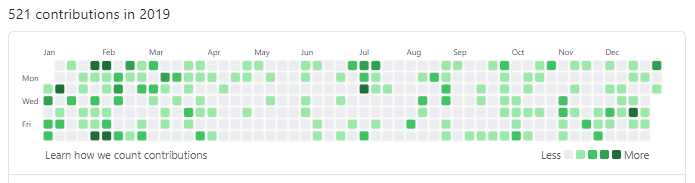 521 contributions in 2019
Jan Feb Mar Apr May Jun Jul Aug Sep Oct Nov Dec
Mon
Wed
Fri
Learn how we count contributions
Less More